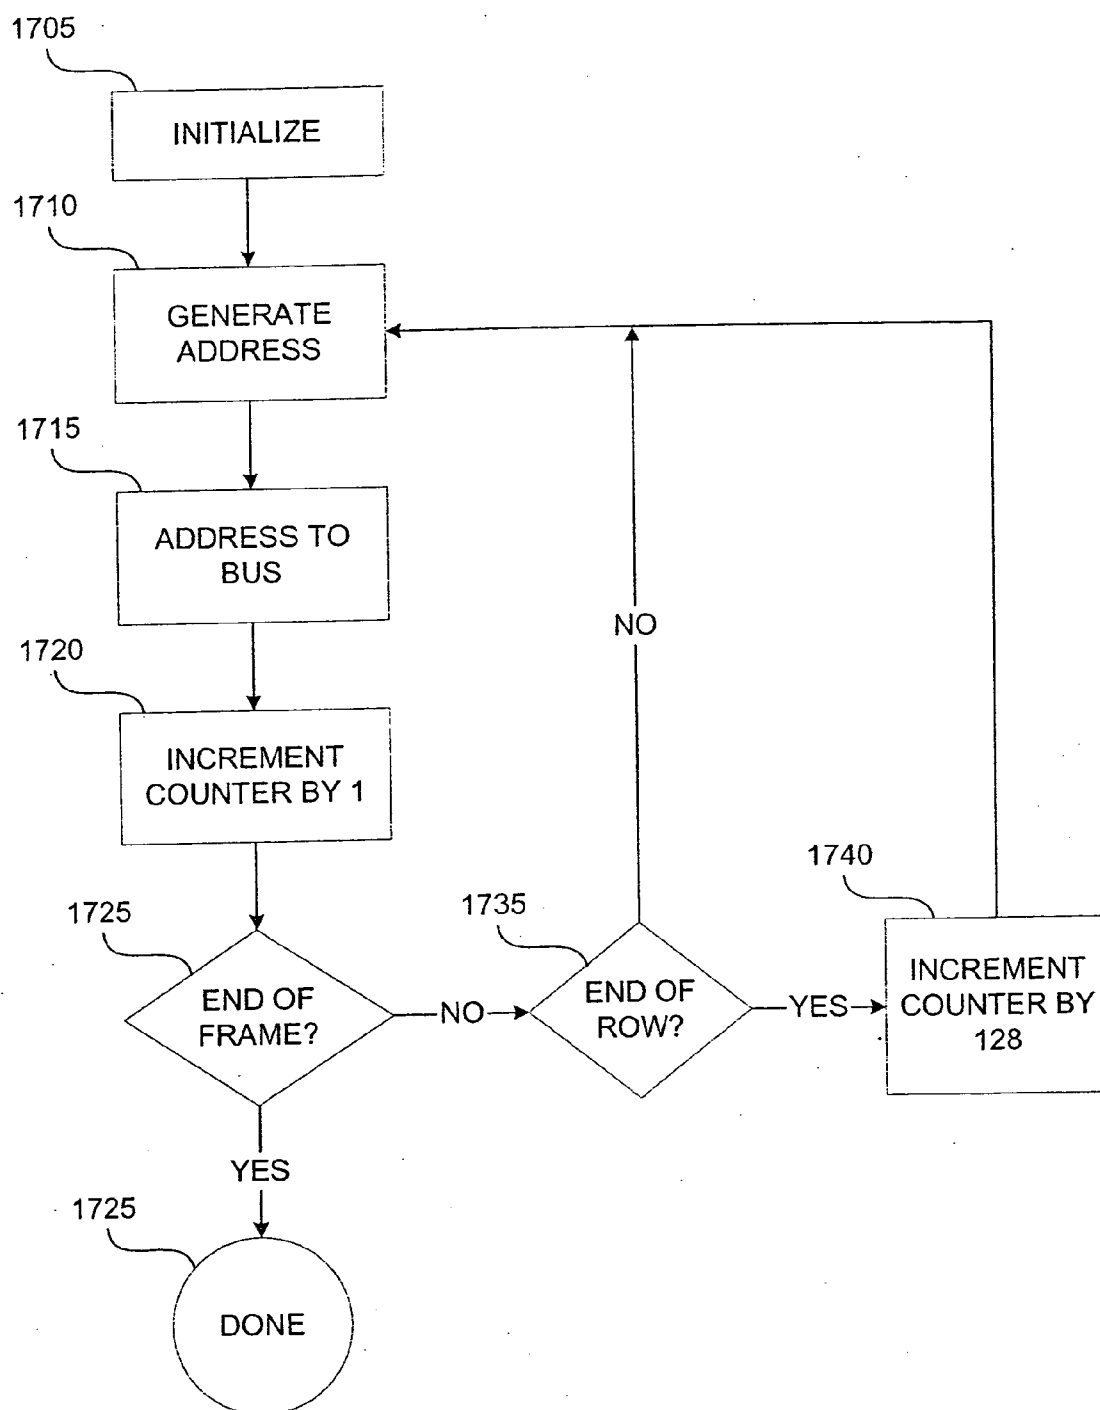 1705
INITIALIZE
1710
GENERATE
ADDRESS
1715
ADDRESS TO
BUS
1720
INCREMENT
COUNTER BY 1
NO
1725
END OF
FRAME?
NO
1735
END OF
ROW?
YES
1740
INCREMENT
COUNTER BY
128
YES
1725
DONE